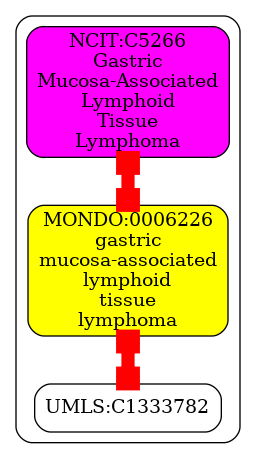 NCIT:C5266
Gastric
Mucosa-Associated
Lymphoid
Tissue
Lymphoma
MONDO:0006226
gastric
mucosa-associated
lymphoid
tissue
lymphoma
UMLS:C1333782